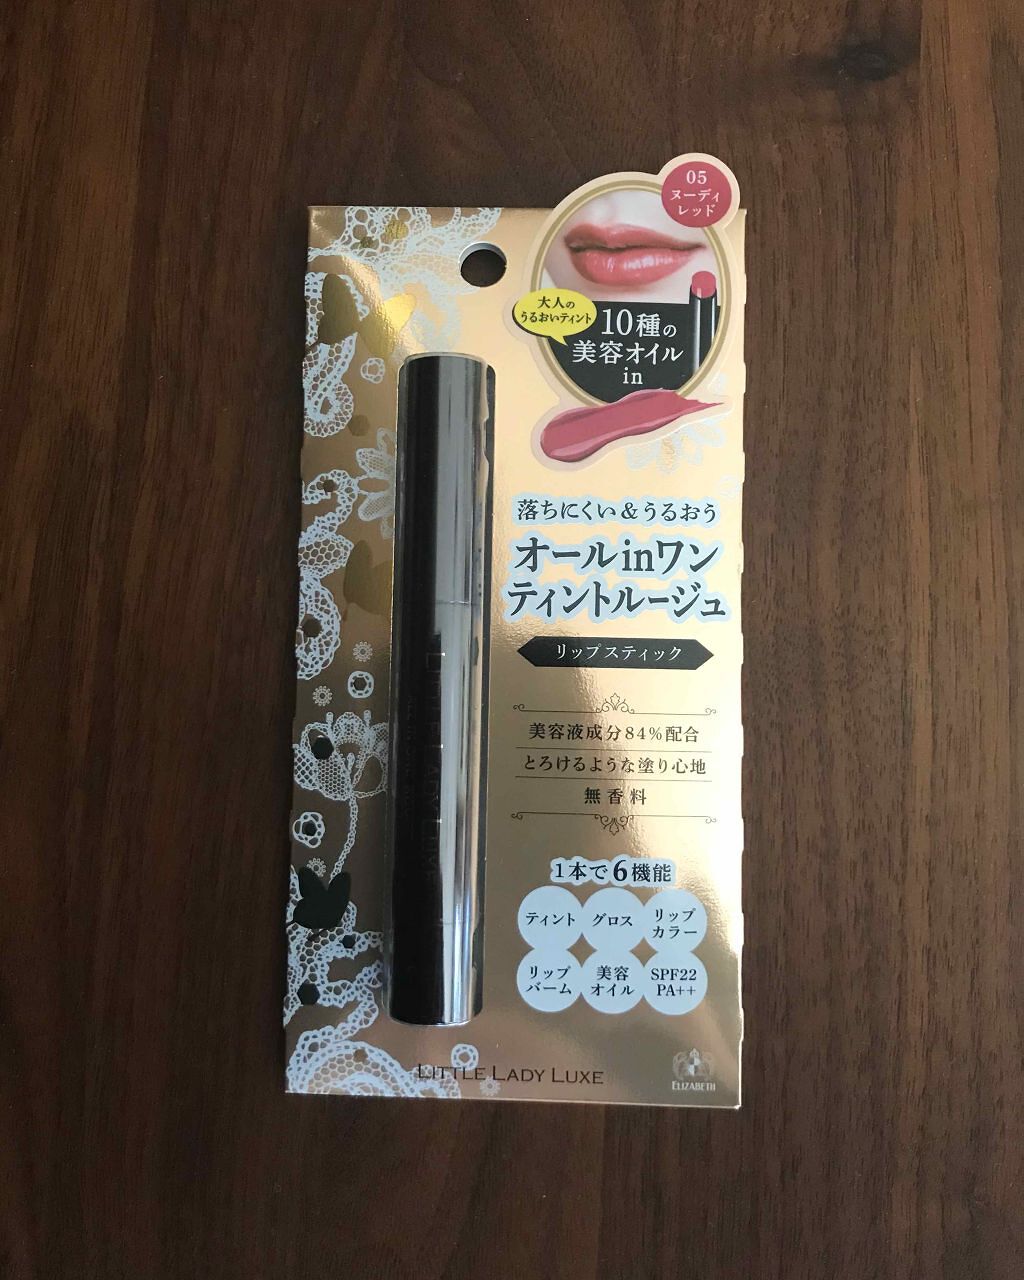 05
ヌーディ
レッド
大人の
うるおいティント
10種の
美容オイル
in
落ちにくい&うるおう
オールinワン
ティントルージュ
リップスティック
美容液成分84%配合
とろけるような塗り心地
無香料
1本で6機能
ティント
グロス
リップ
カラー
リップ
バーム
美容
オイル
SPF22
PA++
LITTLE LADY LUXE
LITTLE LADY LUXE
ELIZABETH